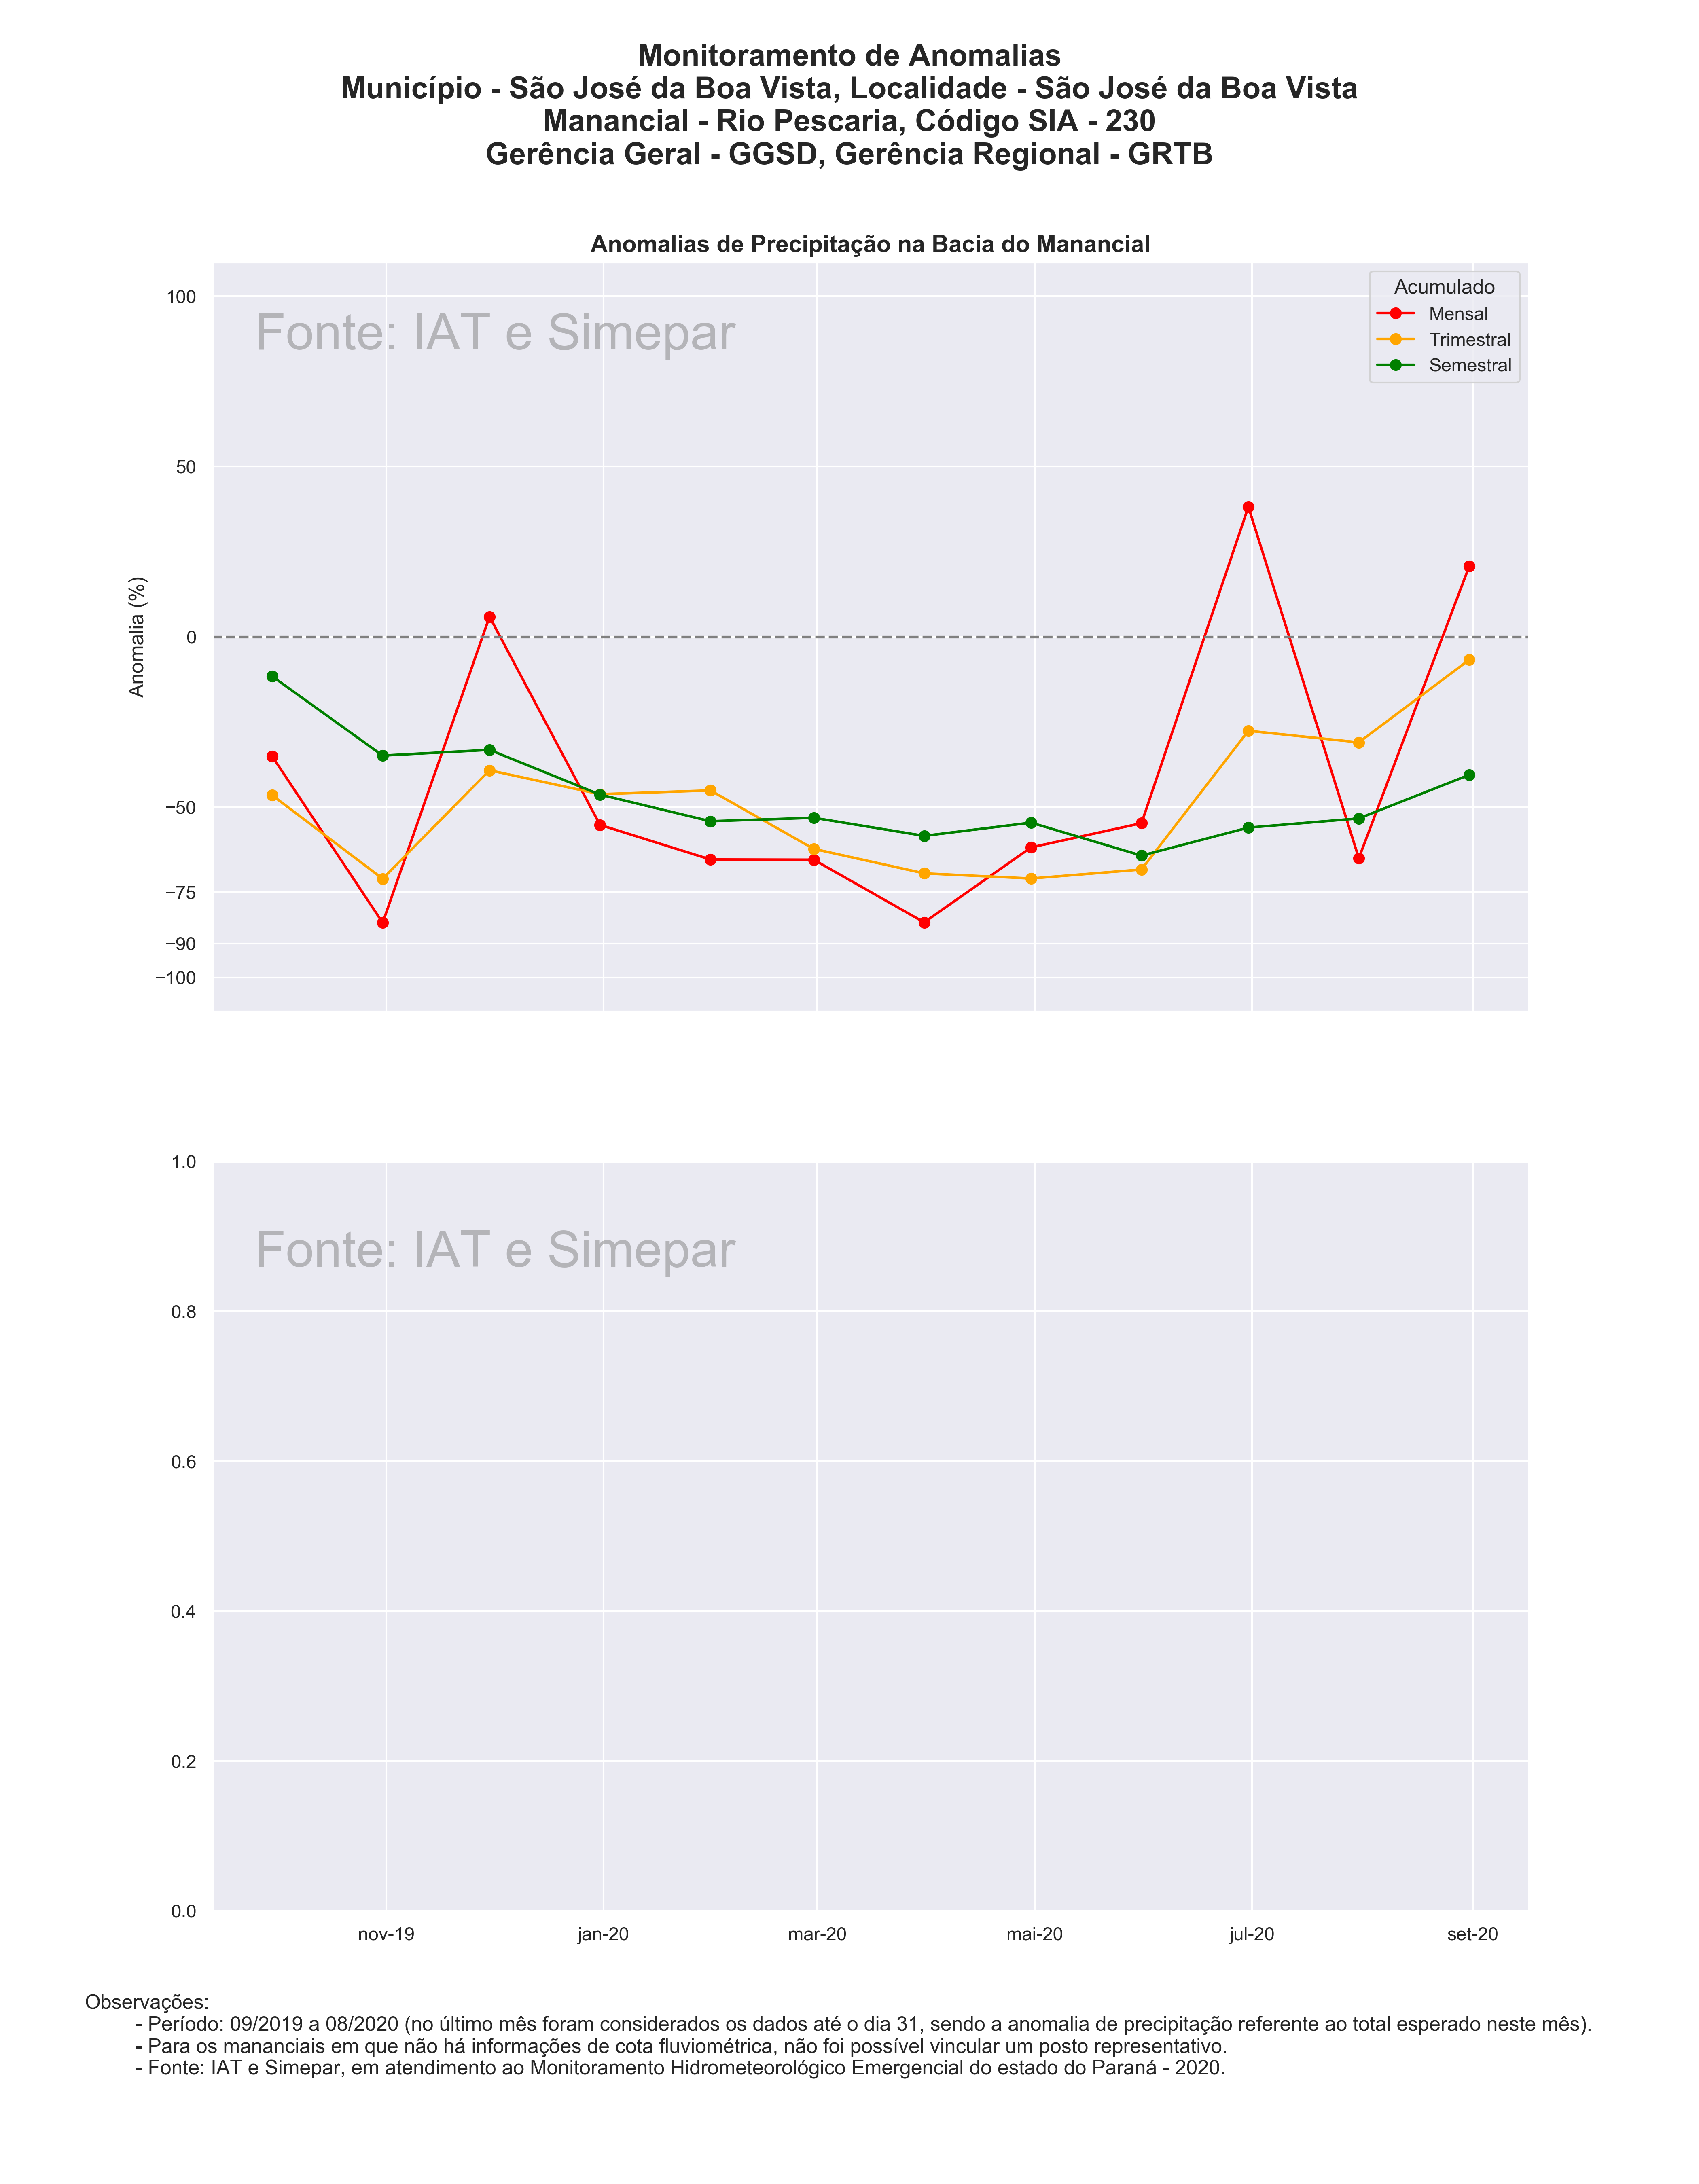 Monitoramento de Anomalias
Município - São José da Boa Vista, Localidade - São José da Boa Vista
Manancial - Rio Pescaria, Código SIA - 230
Gerência Geral - GGSD, Gerência Regional - GRTB
Anomalias de Precipitação na Bacia do Manancial
Fonte: IAT e Simepar
Acumulado
Mensal
Trimestral
Semestral
Anomalia (%)
100
50
0
−50
−75
−90
−100
Fonte: IAT e Simepar
1.0
0.8
0.6
0.4
0.2
0.0
nov-19 jan-20 mar-20 mai-20 jul-20 set-20
Observações:
- Período: 09/2019 a 08/2020 (no último mês foram considerados os dados até o dia 31, sendo a anomalia de precipitação referente ao total esperado neste mês).
- Para os mananciais em que não há informações de cota fluviométrica, não foi possível vincular um posto representativo.
- Fonte: IAT e Simepar, em atendimento ao Monitoramento Hidrometeorológico Emergencial do estado do Paraná - 2020.